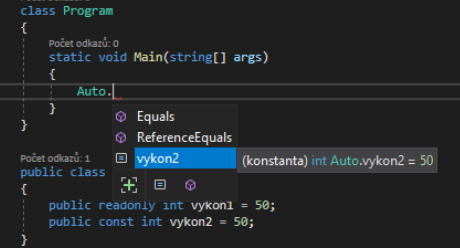 class Program
{
Počet odkazů: 0
static void Main(string[] args)
{
Auto.
}
}
Equals
ReferenceEquals
vykon2
(konstanta) int Auto.vykon2 = 50
Počet odkazů: 1
public class
{
public readonly int vykon1 = 50;
public const int vykon2 = 50;
}